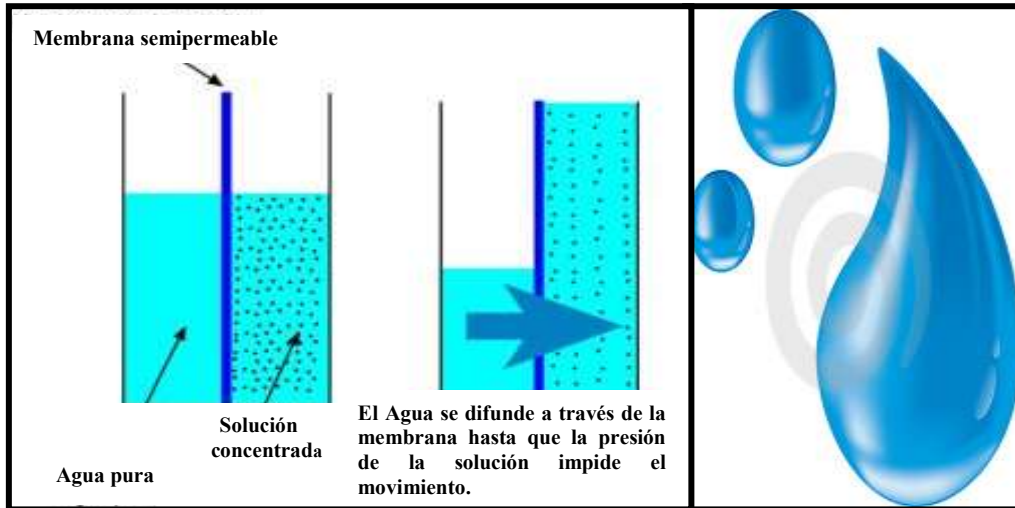 Membrana semipermeable
Solución
concentrada
Agua pura
El Agua se difunde a través de la
membrana hasta que la presión
de la solución impide el
movimiento.